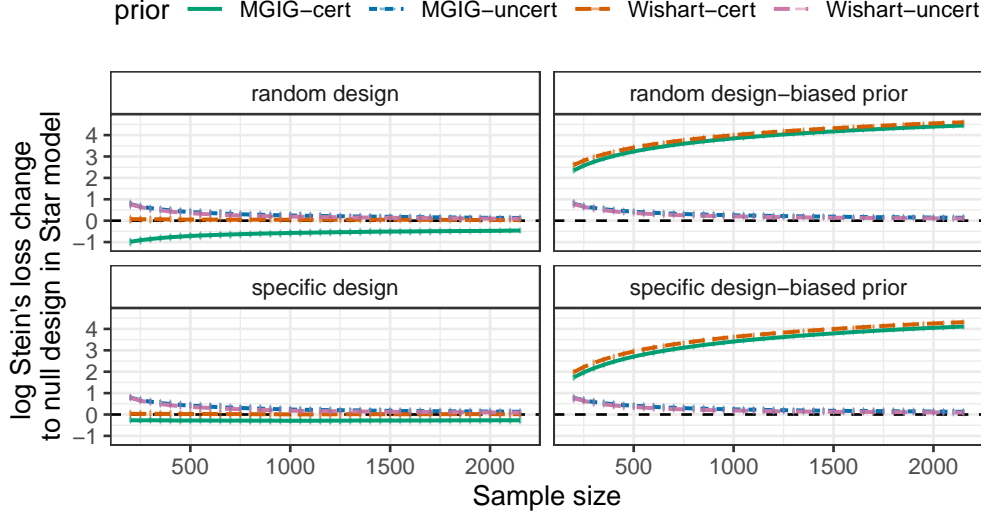 prior MGIG−cert MGIG−uncert Wishart−cert Wishart−uncert
random design
random design−biased prior
4
3
2
1
0
−1
specific design
specific design−biased prior
4
3
2
1
0
−1
500 1000 1500 2000
500 1000 1500 2000
Sample size
log Stein's loss change
to null design in Star model